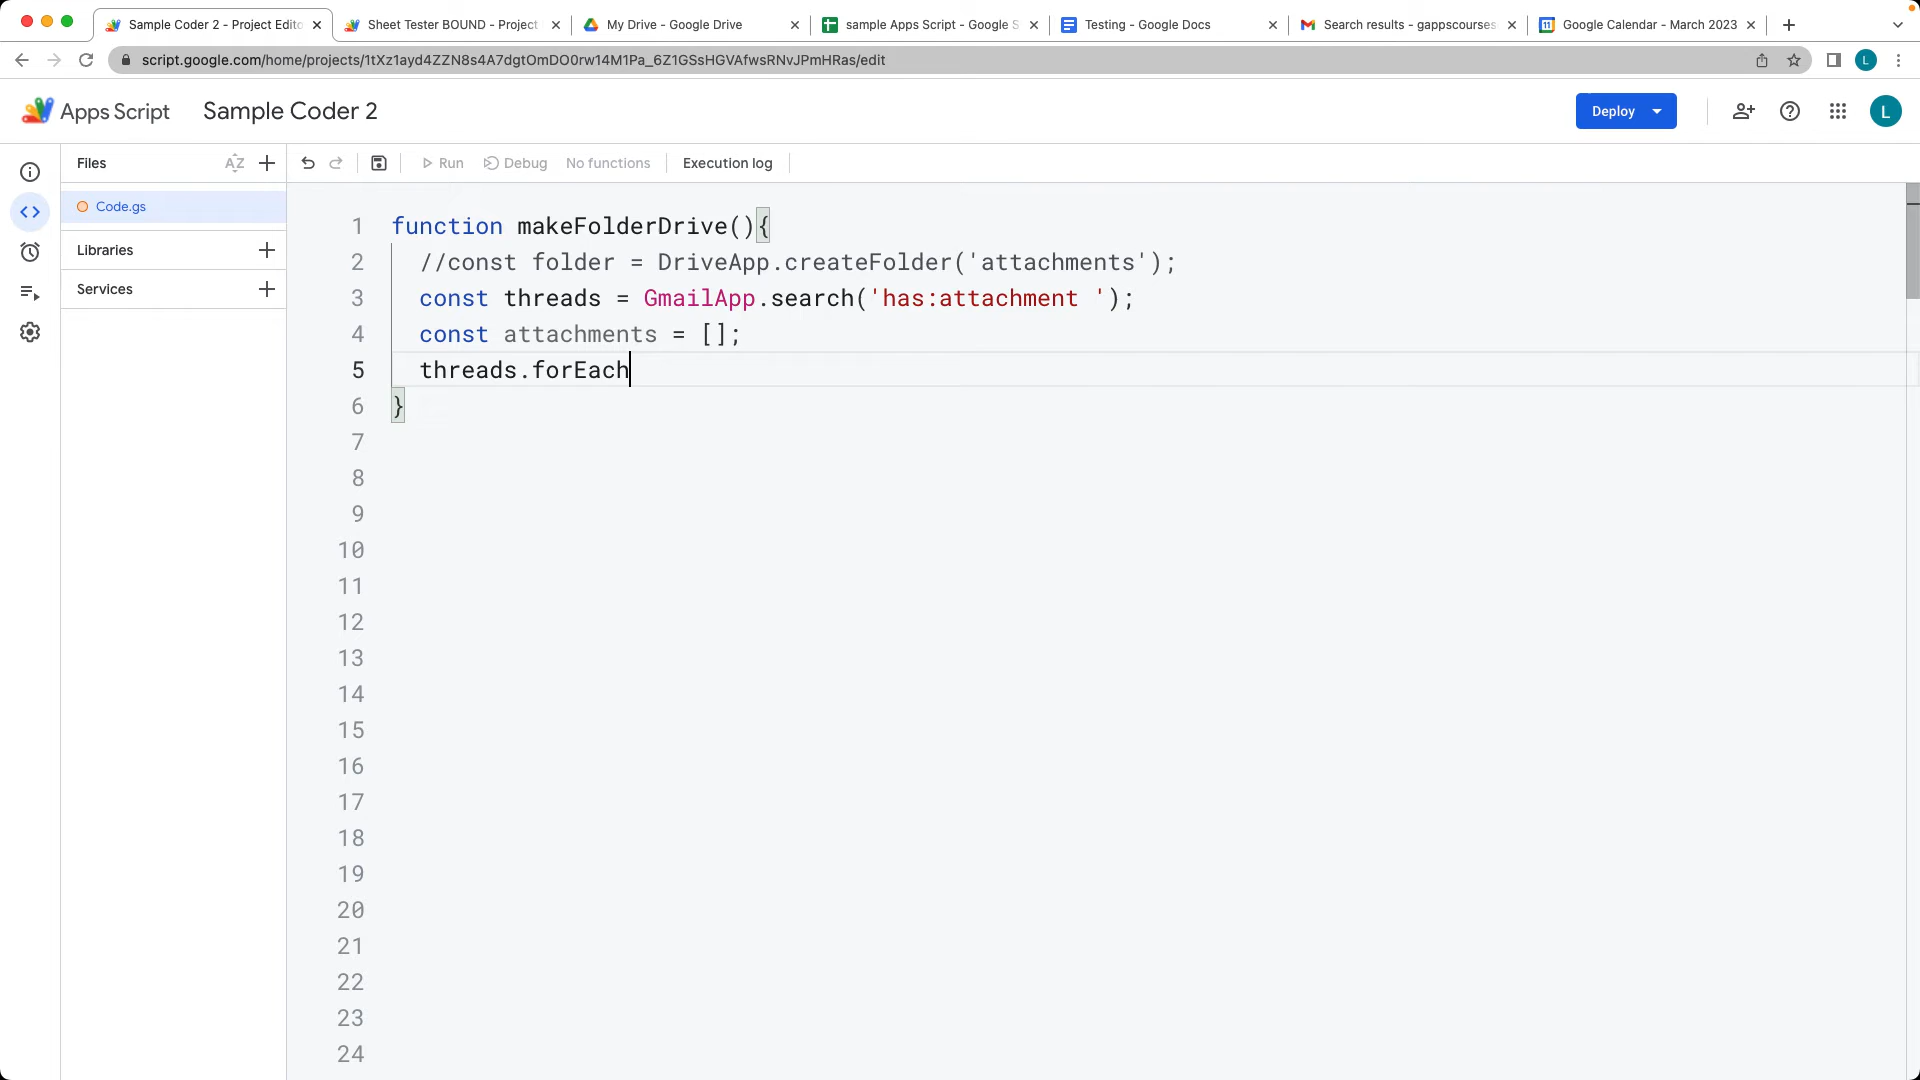 Sample Coder 2 - Project Edito
Sheet Tester BOUND - Project
My Drive - Google Drive
sample Apps Script - Google S
Testing - Google Docs
Search results - gappscourses
Google Calendar - March 2023
script.google.com/home/projects/1tXz1ayd4ZZN8s4A7dgtOmDO0rw14M1Pa_6Z1GSsHGVAfwsRNvJPmHRas/edit
L
Apps Script
Sample Coder 2
Deploy
L
Files
AZ
Run
Debug
No functions
Execution log
Code.gs
Libraries
Services
1 function makeFolderDrive(){
2 //const folder = DriveApp.createFolder('attachments');
3 const threads = GmailApp.search('has:attachment ');
4 const attachments = [];
5 threads.forEach
6 }
7
8
9
10
11
12
13
14
15
16
17
18
19
20
21
22
23
24